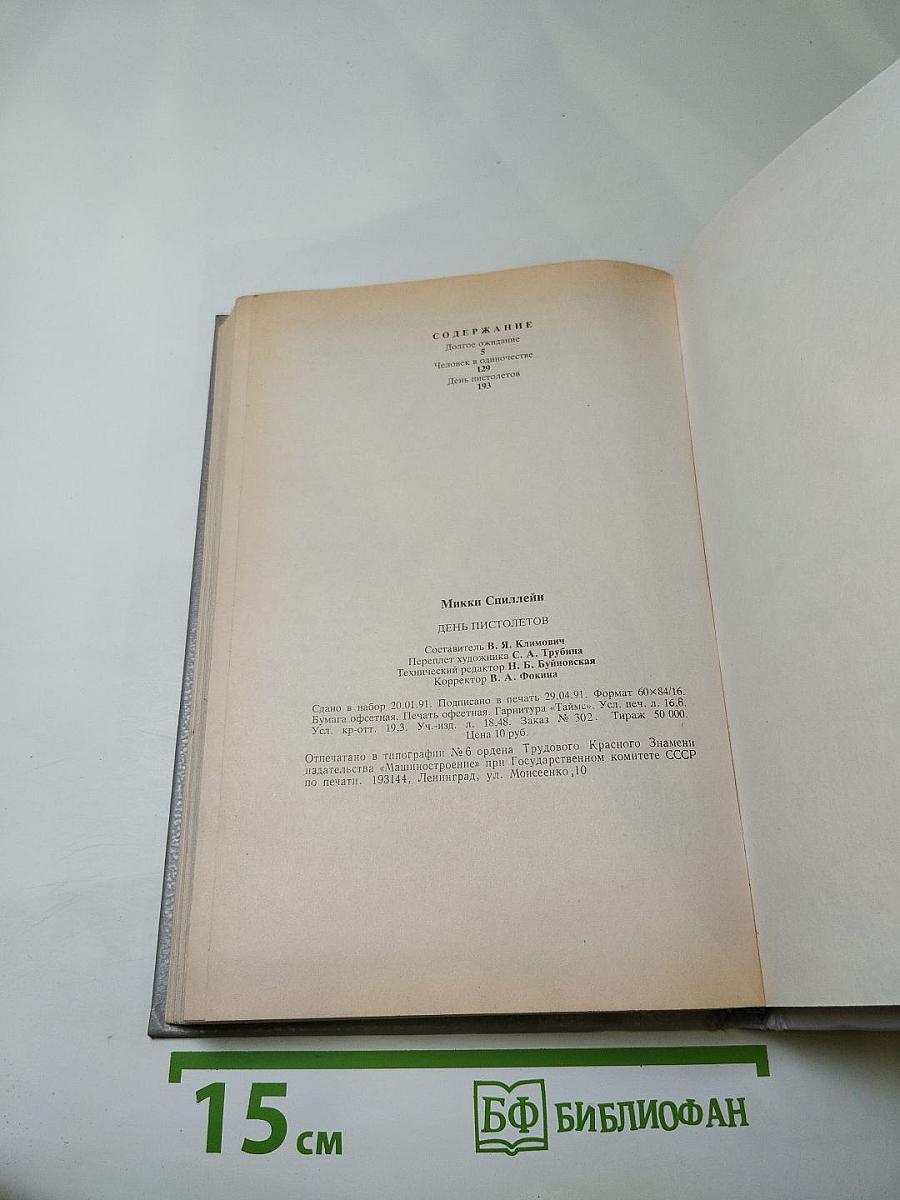 СОДЕРЖАНИЕ
Долгое ожидание
5
Человек в одиночестве
129
День пистолетов
193
Микки Спиллейн
ДЕНЬ ПИСТОЛЕТОВ
Составитель В. Я. Климович
Переплет художника С. А. Трубина
Технический редактор Н. Б. Буйновская
Корректор В. А. Фокина
Сдано в набор 20.01.91. Подписано в печать 29.04.91. Формат 60×84/16.
Бумага офсетная. Печать офсетная. Гарнитура «Таймс». Усл. печ. л. 16,8.
Усл. кр-отт. 19,3. Уч.-изд. л. 18,48. Заказ № 302. Тираж 50 000.
Цена 10 руб.
Отпечатано в типографии № 6 ордена Трудового Красного Знамени
издательства «Машиностроение» при Государственном комитете СССР
по печати. 193144, Ленинград, ул. Моисеенко,10
15 см
БФ БИБЛИОФАН